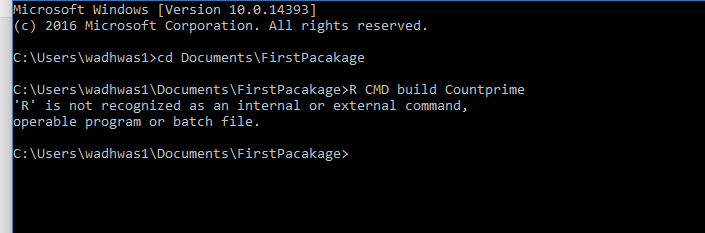 Microsoft Windows [Version 10.0.14393]
(c) 2016 Microsoft Corporation. All rights reserved.
C:\Users\wadhwas1>cd Documents\FirstPacakage
C:\Users\wadhwas1\Documents\FirstPacakage>R CMD build Countprime
'R' is not recognized as an internal or external command,
operable program or batch file.
C:\Users\wadhwas1\Documents\FirstPacakage>